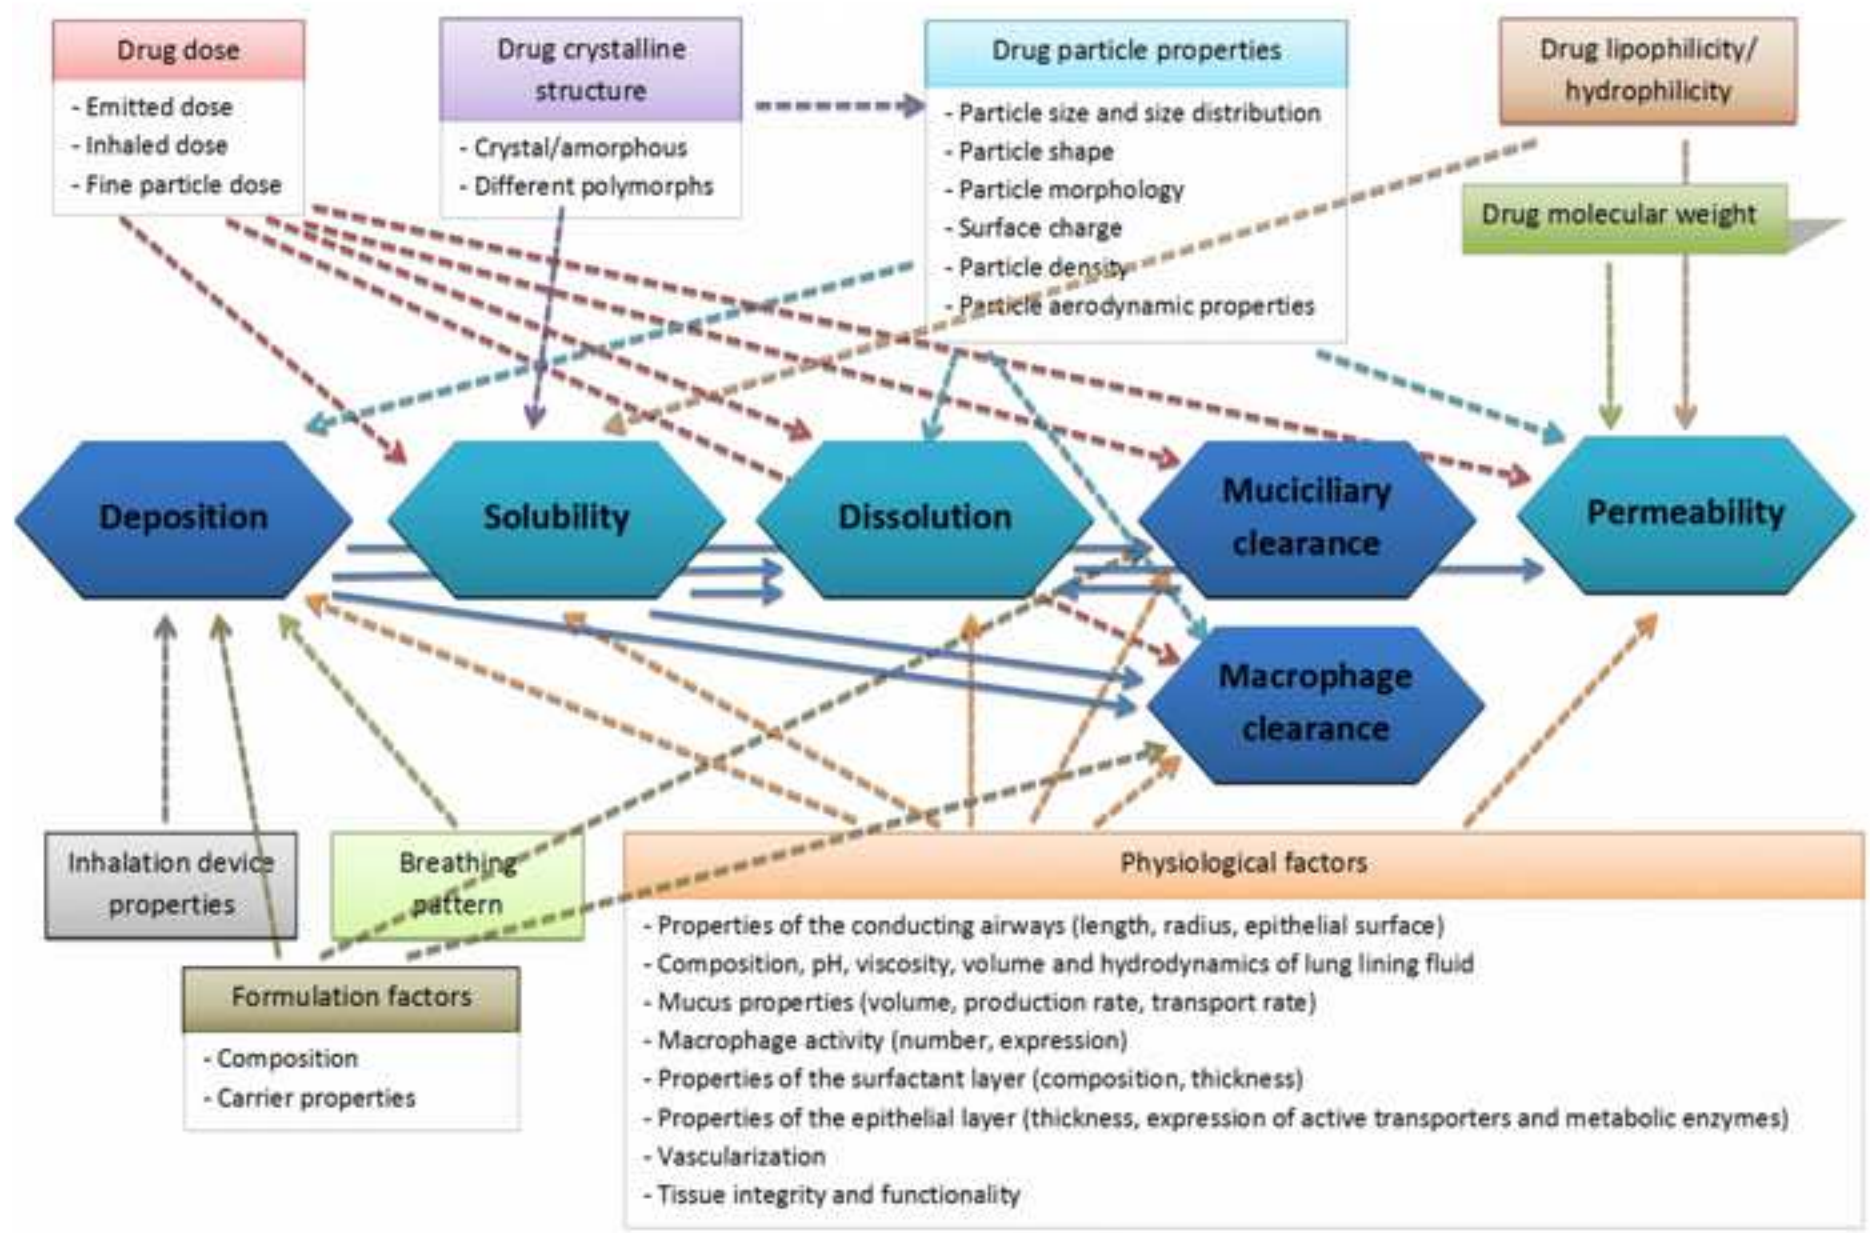 Drug dose
- Emitted dose
- Inhaled dose
- Fine particle dose
Drug crystalline
structure
- Crystal/amorphous
- Different polymorphs
Drug particle properties
- Particle size and size distribution
- Particle shape
- Particle morphology
- Surface charge
- Particle density
- Particle aerodynamic properties
Drug lipophilicity/
hydrophilicity
Drug molecular weight
Deposition
Solubility
Dissolution
Muciciliary
clearance
Permeability
Macrophage
clearance
Inhalation device
properties
Breathing
pattern
Formulation factors
- Composition
- Carrier properties
Physiological factors
- Properties of the conducting airways (length, radius, epithelial surface)
- Composition, pH, viscosity, volume and hydrodynamics of lung lining fluid
- Mucus properties (volume, production rate, transport rate)
- Macrophage activity (number, expression)
- Properties of the surfactant layer (composition, thickness)
- Properties of the epithelial layer (thickness, expression of active transporters and metabolic enzymes)
- Vascularization
- Tissue integrity and functionality